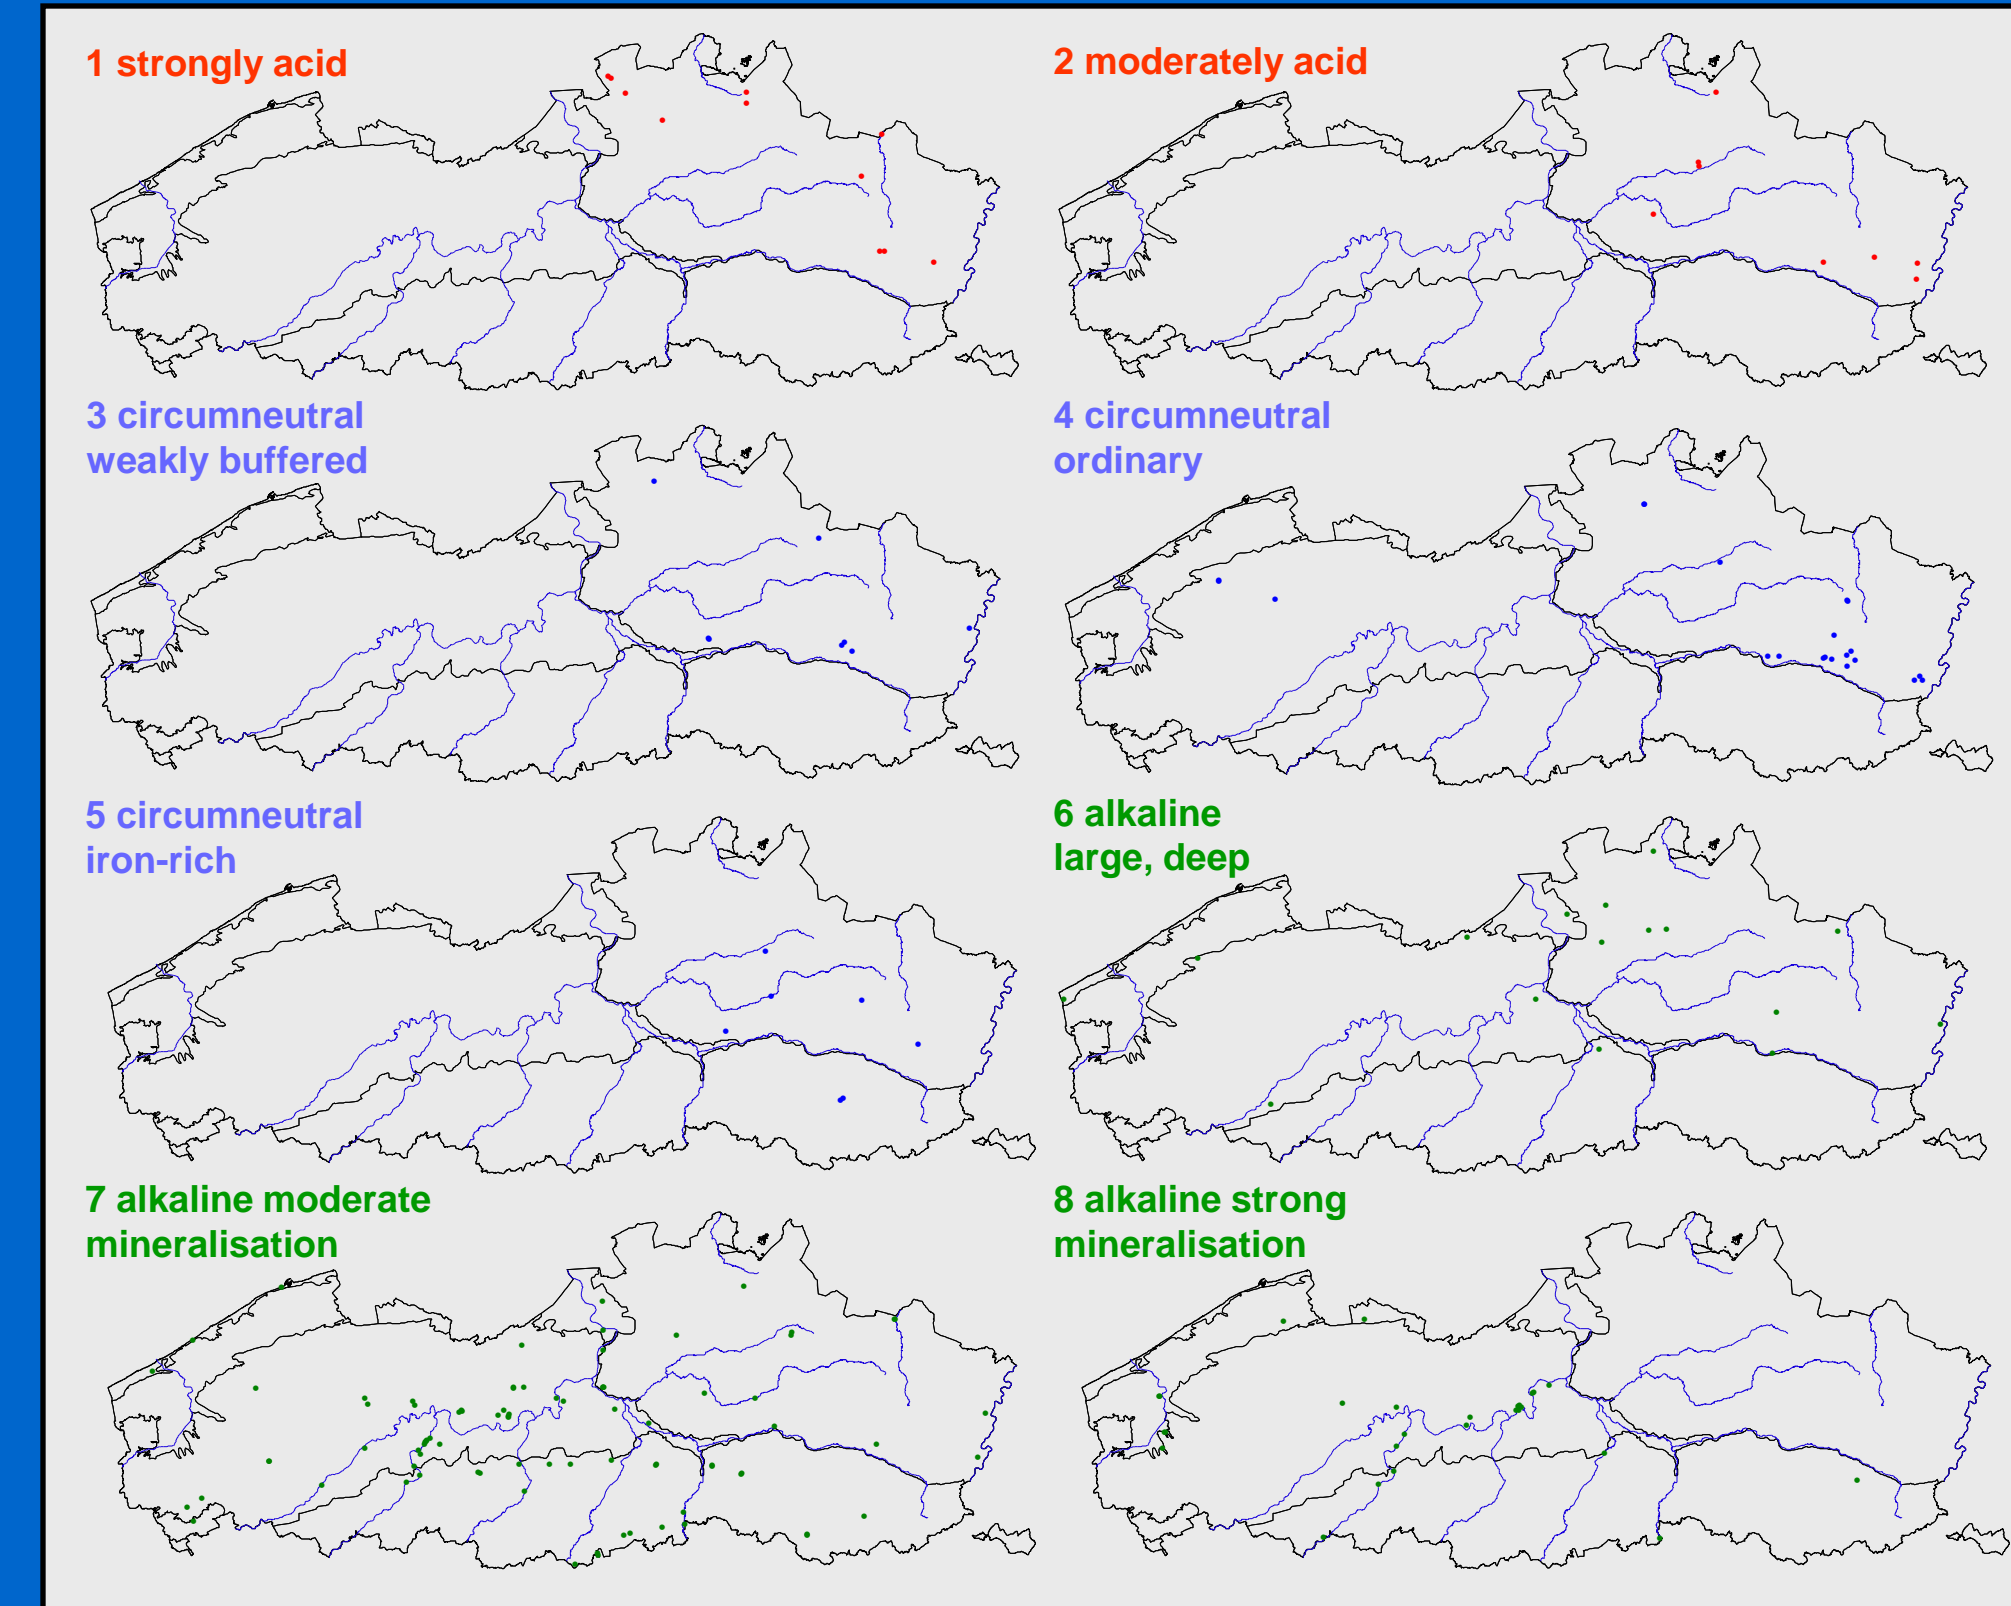 1 strongly acid
2 moderately acid
3 circumneutral
weakly buffered
4 circumneutral
ordinary
5 circumneutral
iron-rich
6 alkaline
large, deep
7 alkaline moderate
mineralisation
8 alkaline strong
mineralisation